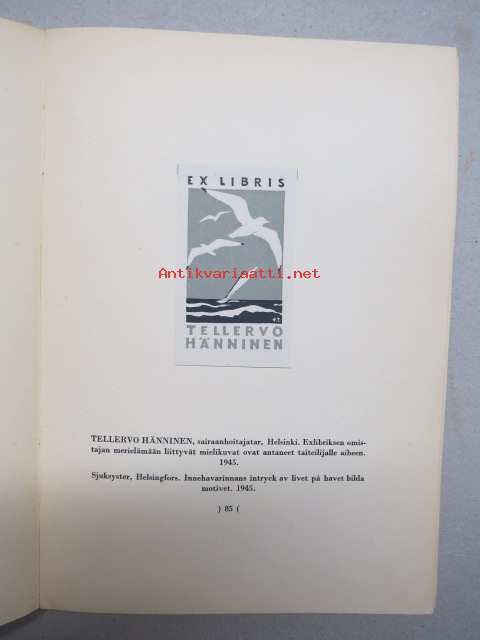 EX LIBRIS
Antikvariaatti.net
TELLERVO
HÄNNINEN
TELLERVO HÄNNINEN, sairaanhoitajatar, Helsinki. Exlibriksen omis-
tajan merielämään liittyvät mielikuvat ovat antaneet taiteilijalle aiheen.
1945.
Sjuksyster, Helsingfors. Innehavarinnans intryck av livet på havet bilda
motivet. 1945.
) 85 (